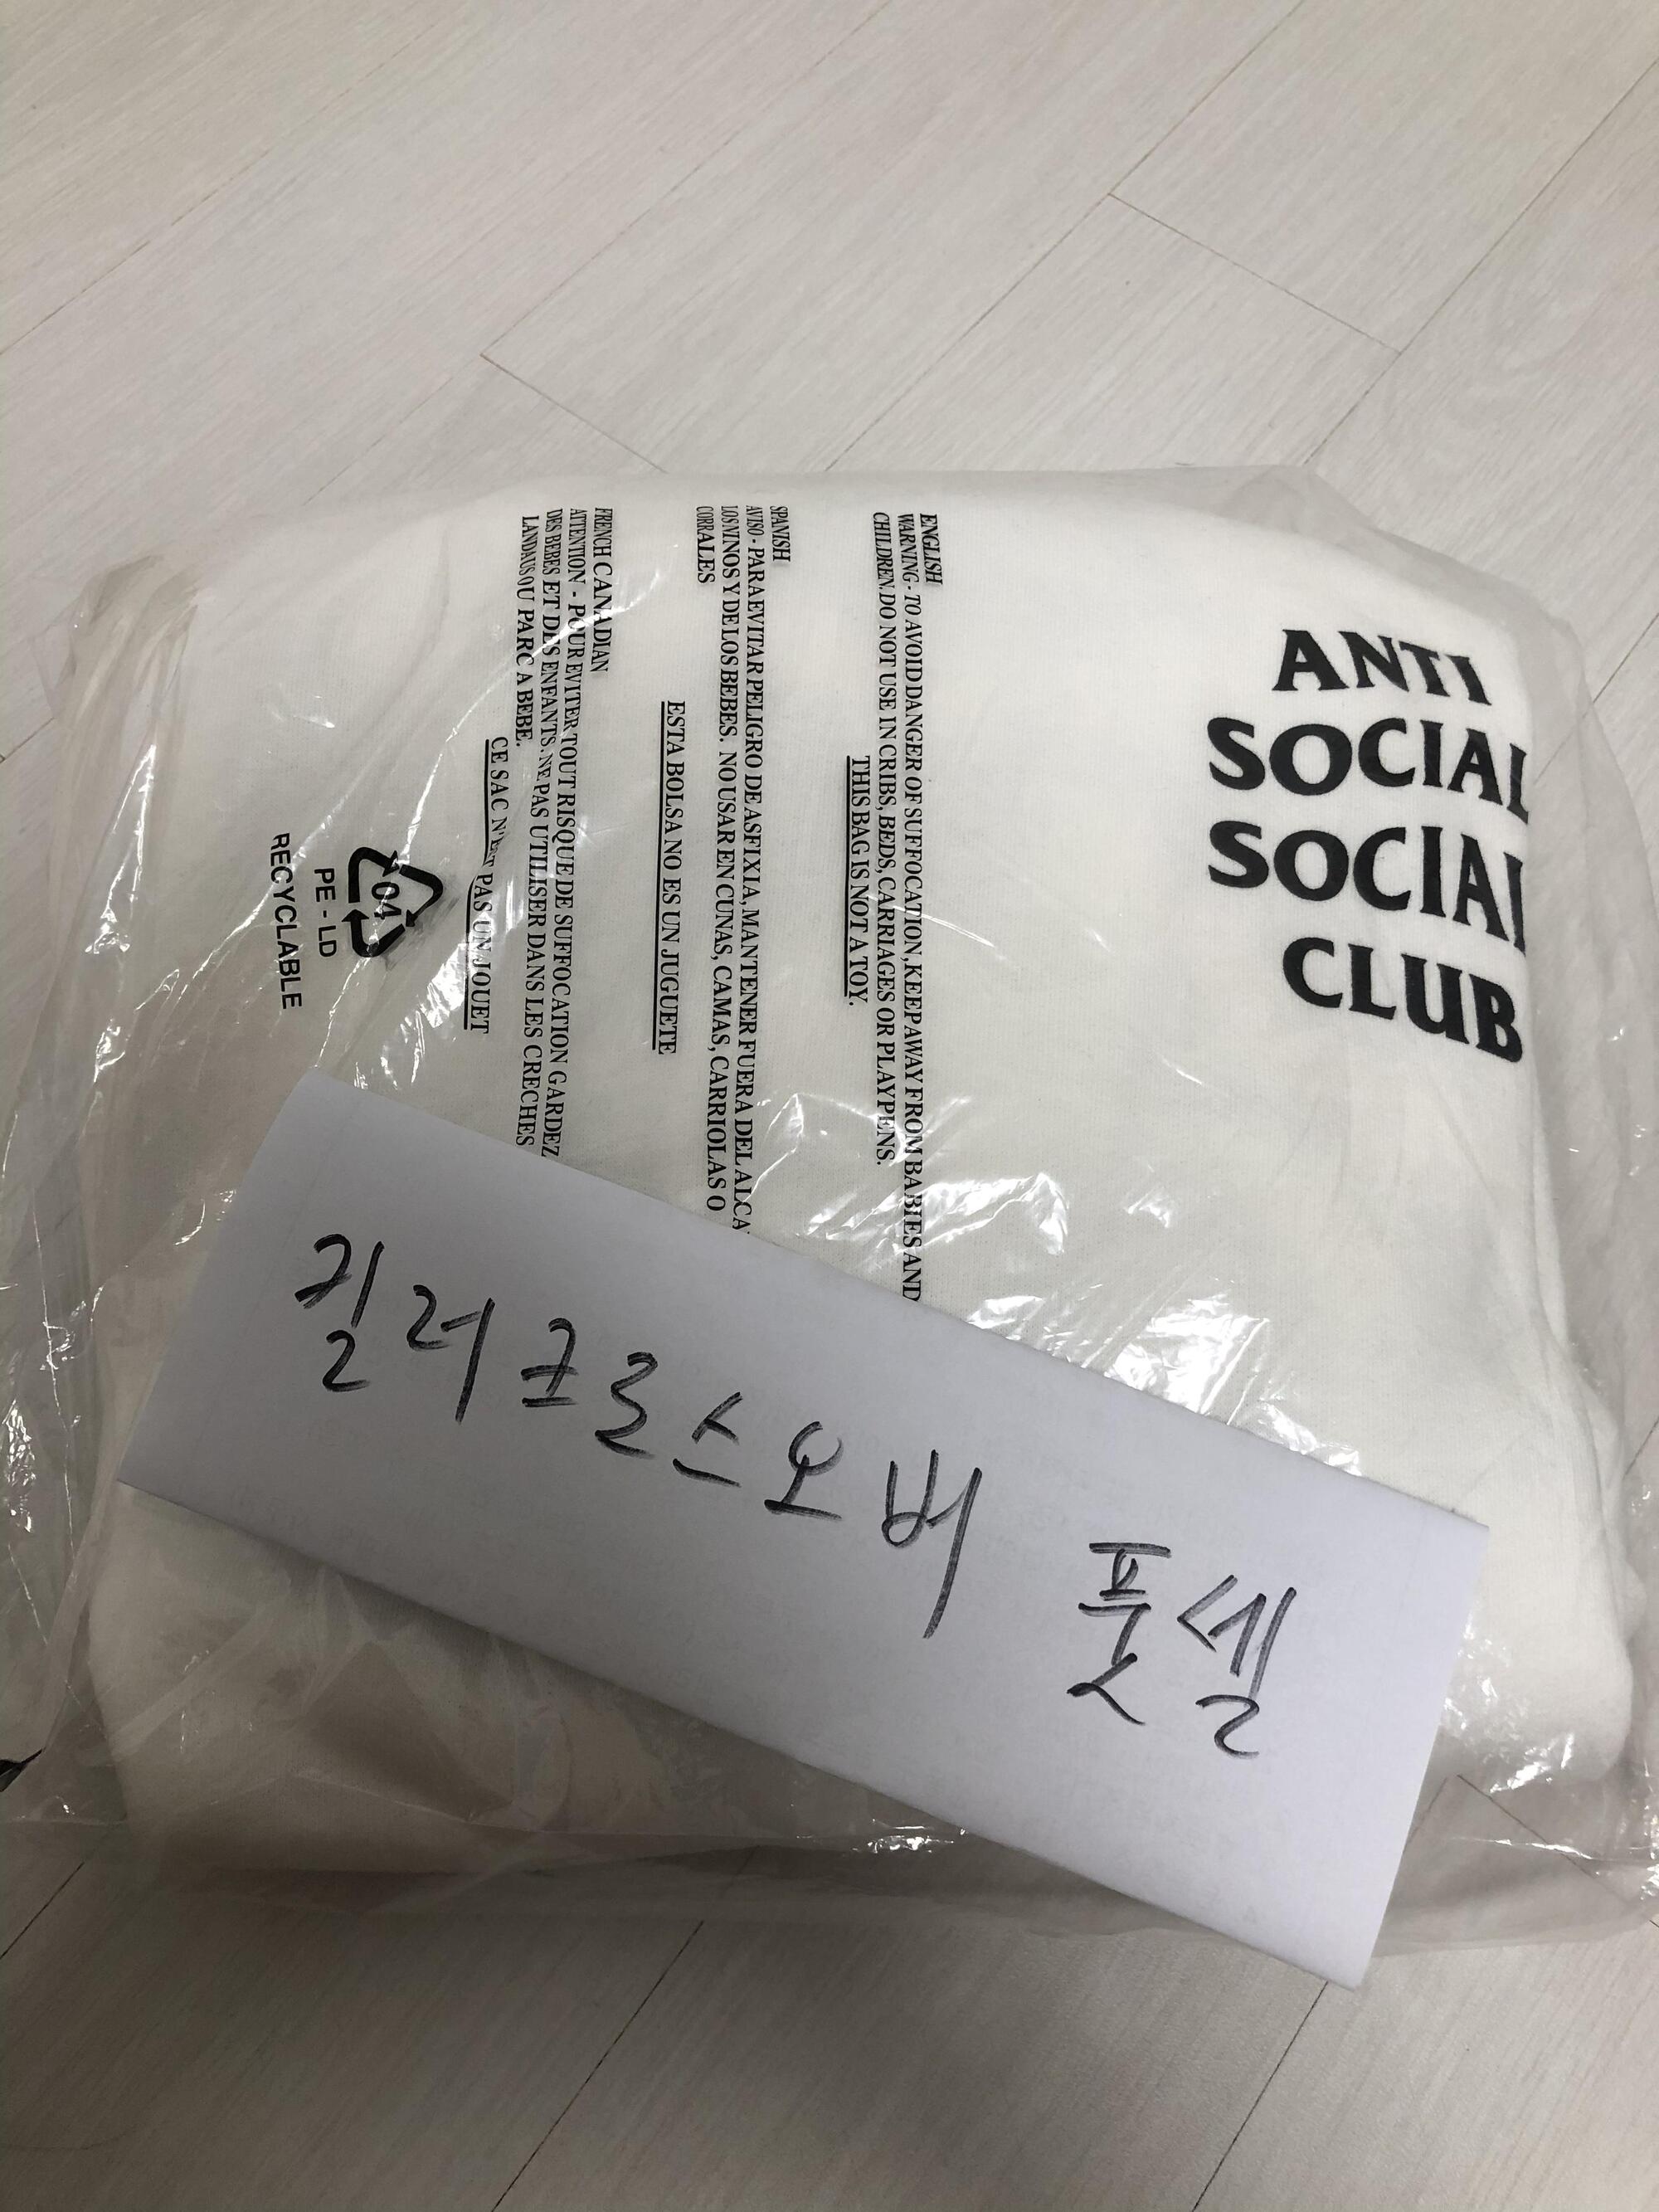 ANTI
SOCIAL
SOCIAL
CLUB
ENGLISH
WARNING - TO AVOID DANGER OF SUFFOCATION, KEEP AWAY FROM BABIES AND
CHILDREN. DO NOT USE IN CRIBS, BEDS, CARRIAGES OR PLAYPENS.
THIS BAG IS NOT A TOY.
SPANISH
AVISO - PARA EVITAR PELIGRO DE ASFIXIA, MANTENER FUERA DEL ALCA
LOS NINOS Y DE LOS BEBES. NO USAR EN CUNAS, CAMAS, CARRIOLAS O
CORRALES
ESTA BOLSA NO ES UN JUGUETE
FRENCH CANADIAN
ATTENTION - POUR EVITER TOUT RISQUE DE SUFFOCATION GARDEZ
DES BEBES ET DES ENFANTS. NE PAS UTILISER DANS LES CRECHES
LANDAUS OU PARC A BEBE.
CE SAC N'EST PAS UN JOUET
04
PE - LD
RECYCLABLE
킬러크로스오버 풋셀